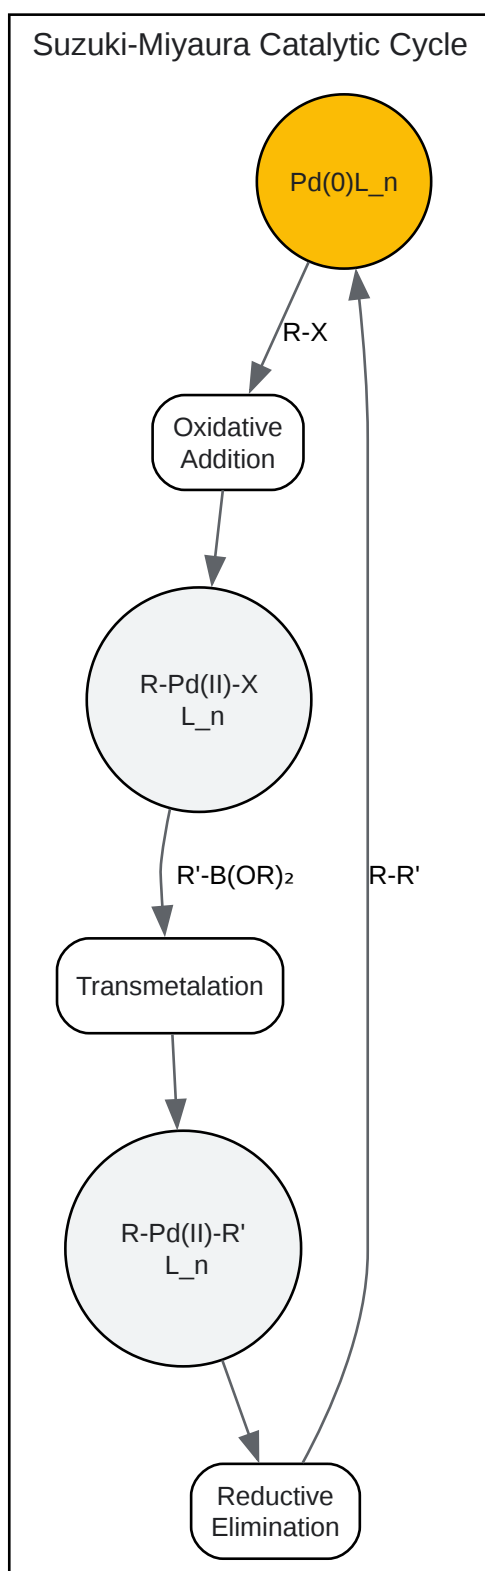 Suzuki-Miyaura Catalytic Cycle
Pd(0)L_n
R-X
Oxidative
Addition
R-Pd(II)-X
L_n
R'-B(OR)₂
R-R'
Transmetalation
R-Pd(II)-R'
L_n
Reductive
Elimination